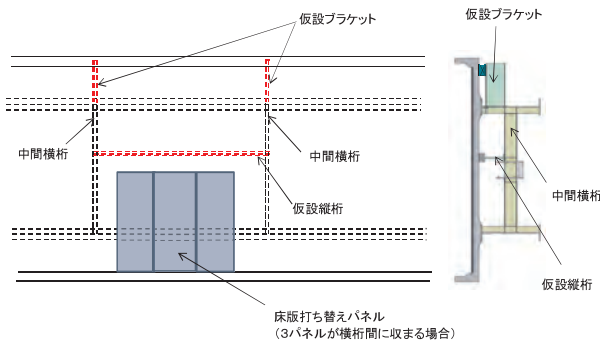 仮設ブラケット
仮設ブラケット
中間横桁
中間横桁
中間横桁
仮設縦桁
仮設縦桁
床版打ち替えパネル
（3パネルが横桁間に収まる場合）